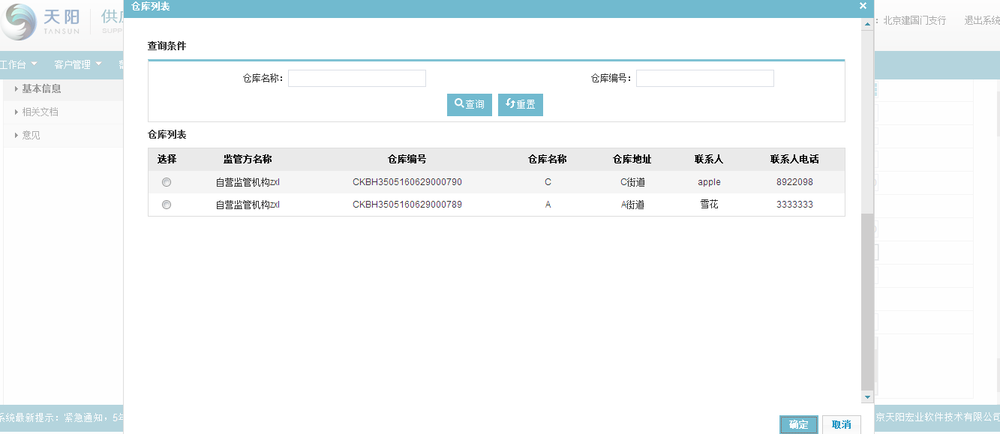 仓库列表
天阳
TANSUN
供
SUPP
：北京建国门支行 退出系统
工作台 客户管理
基本信息
相关文档
意见
查询条件
仓库名称： 仓库编号：
查询 重置
仓库列表
选择 监管方名称 仓库编号 仓库名称 仓库地址 联系人 联系人电话
自营监管机构zxl CKBH3505160629000790 C C街道 apple 8922098
自营监管机构zxl CKBH3505160629000789 A A街道 雪花 3333333
系统最新提示：紧急通知，5年
京天阳宏业软件技术有限公司
确定 取消